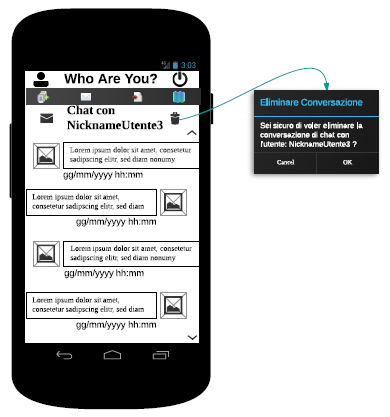 3:03
Who Are You?
Chat con
NicknameUtente3
Lorem ipsum dolor sit amet, consetetur
sadipscing elitr, sed diam nonumy
gg/mm/yyyy hh:mm
Lorem ipsum dolor sit amet,
consetetur sadipscing elitr, sed diam
gg/mm/yyyy hh:mm
Lorem ipsum dolor sit amet, consetetur
sadipscing elitr, sed diam nonumy
gg/mm/yyyy hh:mm
Lorem ipsum dolor sit amet,
consetetur sadipscing elitr, sed diam
gg/mm/yyyy hh:mm
Eliminare Conversazione
Sei sicuro di voler eliminare la
conversazione di chat con
l'utente: NicknameUtente3 ?
Cancel OK